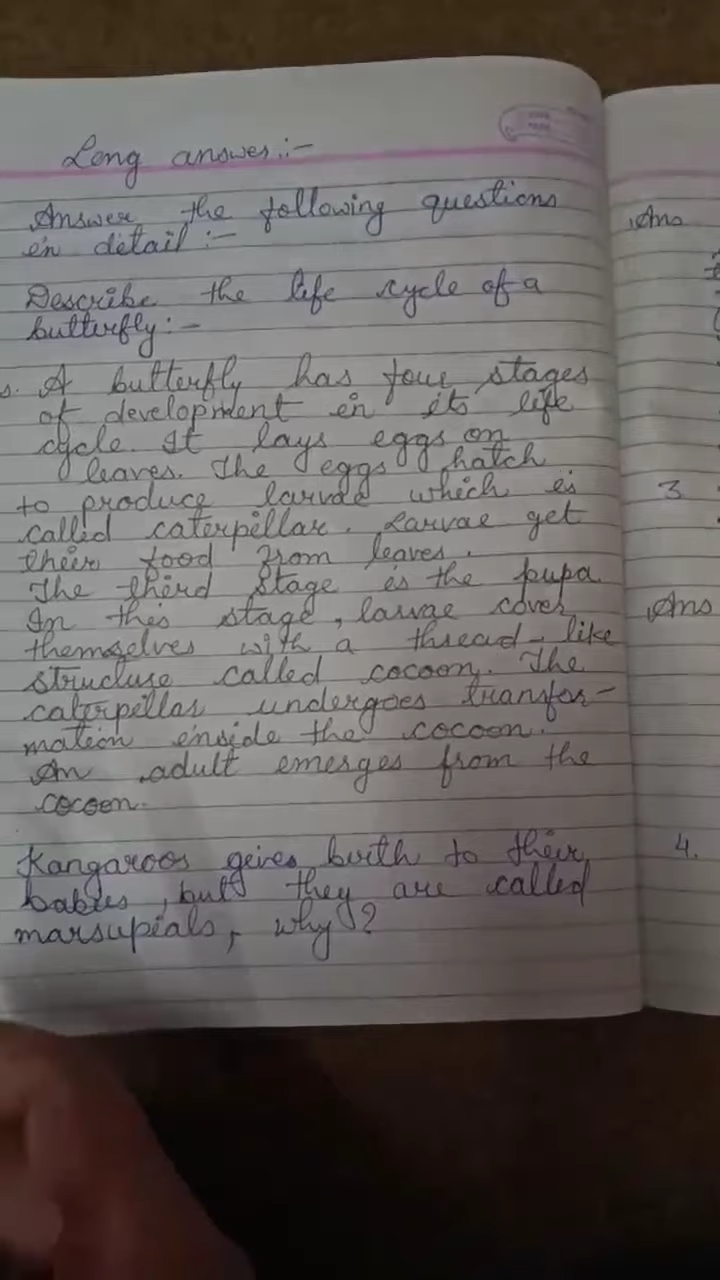 Long answer:-
Answer the following questions
in detail :-
Describe the life cycle of a
butterfly :-
s. A butterfly has four stages
of development in its life
cycle. It lays eggs on
leaves. The eggs hatch
to produce larvae which is
called caterpillar. Larvae get
their food from leaves.
The third stage is the pupa.
In this stage, larvae cover
themselves with a thread-like
structure called cocoon. The
caterpillar undergoes transfor-
mation inside the cocoon.
An adult emerges from the
cocoon.
Kangaroos gives birth to their
babies, but they are called
marsupials, why?
Ans
3
Ans
4.